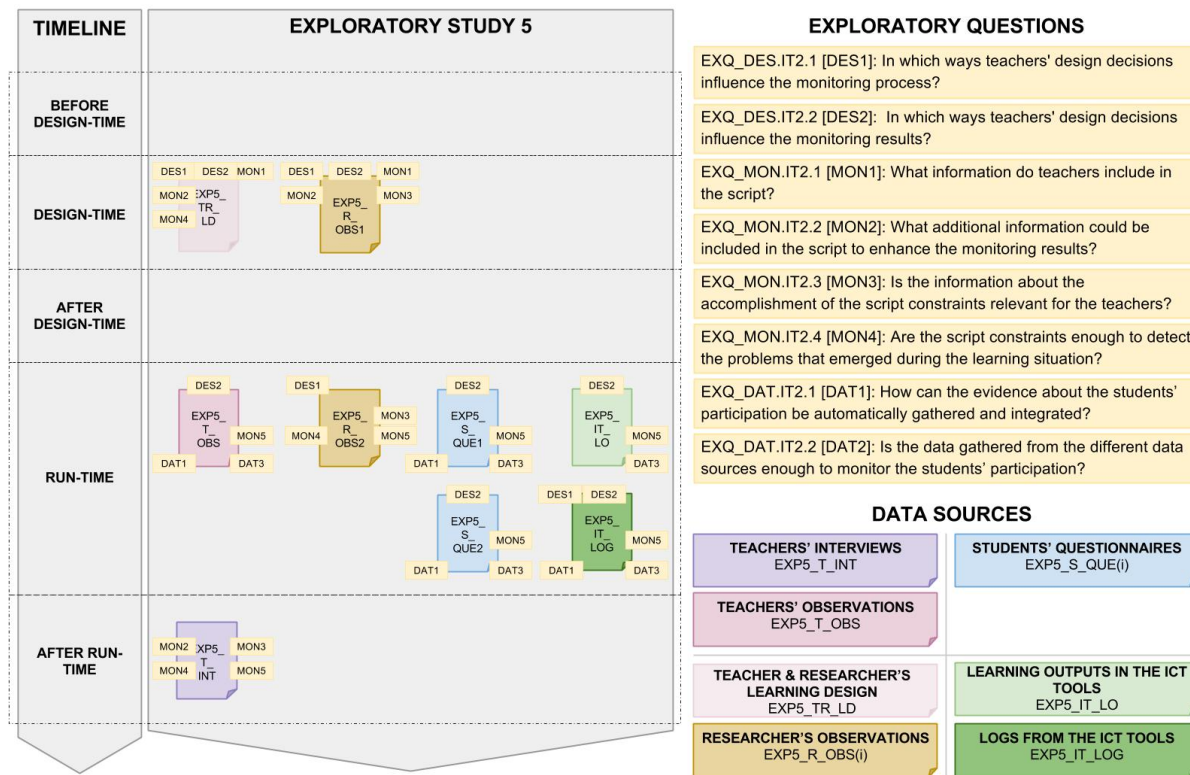 TIMELINE
EXPLORATORY STUDY 5
BEFORE
DESIGN-TIME
DESIGN-TIME
DES1 DES2 MON1
MON2
MON4
EXP5_
TR_
LD
DES1 DES2 MON1
MON2 MON3
EXP5_
R_
OBS1
AFTER
DESIGN-TIME
RUN-TIME
DES2
EXP5_
T_
OBS
MON5
DAT1 DAT3
DES1
EXP5_
R_
OBS2
MON3
MON4 MON5
DES2
EXP5_
S_
QUE1
MON5
DAT1 DAT3
DES2
EXP5_
IT_
LO
MON5
DAT3
DES2
EXP5_
S_
QUE2
MON5
DAT1 DAT3
DES1 DES2
EXP5_
IT_
LOG
MON5
DAT1 DAT3
AFTER RUN-
TIME
MON2 MON3
MON4 MON5
XP5_
T_
INT
EXPLORATORY QUESTIONS
EXQ_DES.IT2.1 [DES1]: In which ways teachers' design decisions
influence the monitoring process?
EXQ_DES.IT2.2 [DES2]: In which ways teachers' design decisions
influence the monitoring results?
EXQ_MON.IT2.1 [MON1]: What information do teachers include in
the script?
EXQ_MON.IT2.2 [MON2]: What additional information could be
included in the script to enhance the monitoring results?
EXQ_MON.IT2.3 [MON3]: Is the information about the
accomplishment of the script constraints relevant for the teachers?
EXQ_MON.IT2.4 [MON4]: Are the script constraints enough to detect
the problems that emerged during the learning situation?
EXQ_DAT.IT2.1 [DAT1]: How can the evidence about the students'
participation be automatically gathered and integrated?
EXQ_DAT.IT2.2 [DAT2]: Is the data gathered from the different data
sources enough to monitor the students' participation?
DATA SOURCES
TEACHERS' INTERVIEWS
EXP5_T_INT
STUDENTS' QUESTIONNAIRES
EXP5_S_QUE(i)
TEACHERS' OBSERVATIONS
EXP5_T_OBS
TEACHER & RESEARCHER'S
LEARNING DESIGN
EXP5_TR_LD
LEARNING OUTPUTS IN THE ICT
TOOLS
EXP5_IT_LO
RESEARCHER'S OBSERVATIONS
EXP5_R_OBS(i)
LOGS FROM THE ICT TOOLS
EXP5_IT_LOG